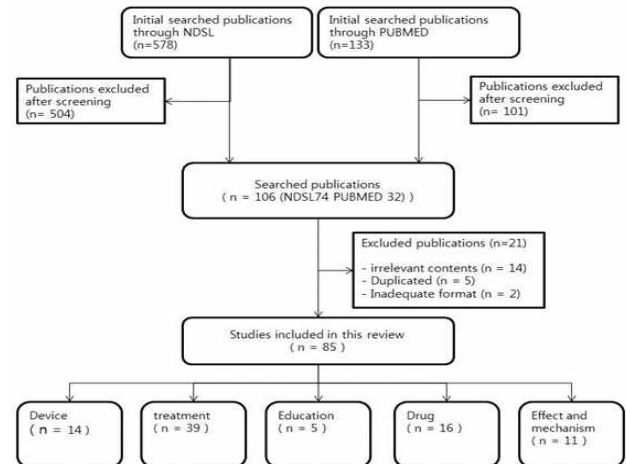 Initial searched publications
through NDSL
(n=578)
Initial searched publications
through PUBMED
(n=133)
Publications excluded
after screening
(n= 504)
Publications excluded
after screening
(n= 101)
Searched publications
( n = 106 (NDSL74 PUBMED 32) )
Excluded publications (n=21)
- irrelevant contents (n = 14)
- Duplicated (n = 5)
- Inadequate format (n = 2)
Studies included in this review
( n = 85 )
Device
( n = 14 )
treatment
( n = 39 )
Education
( n = 5 )
Drug
( n = 16 )
Effect and
mechanism
( n = 11 )